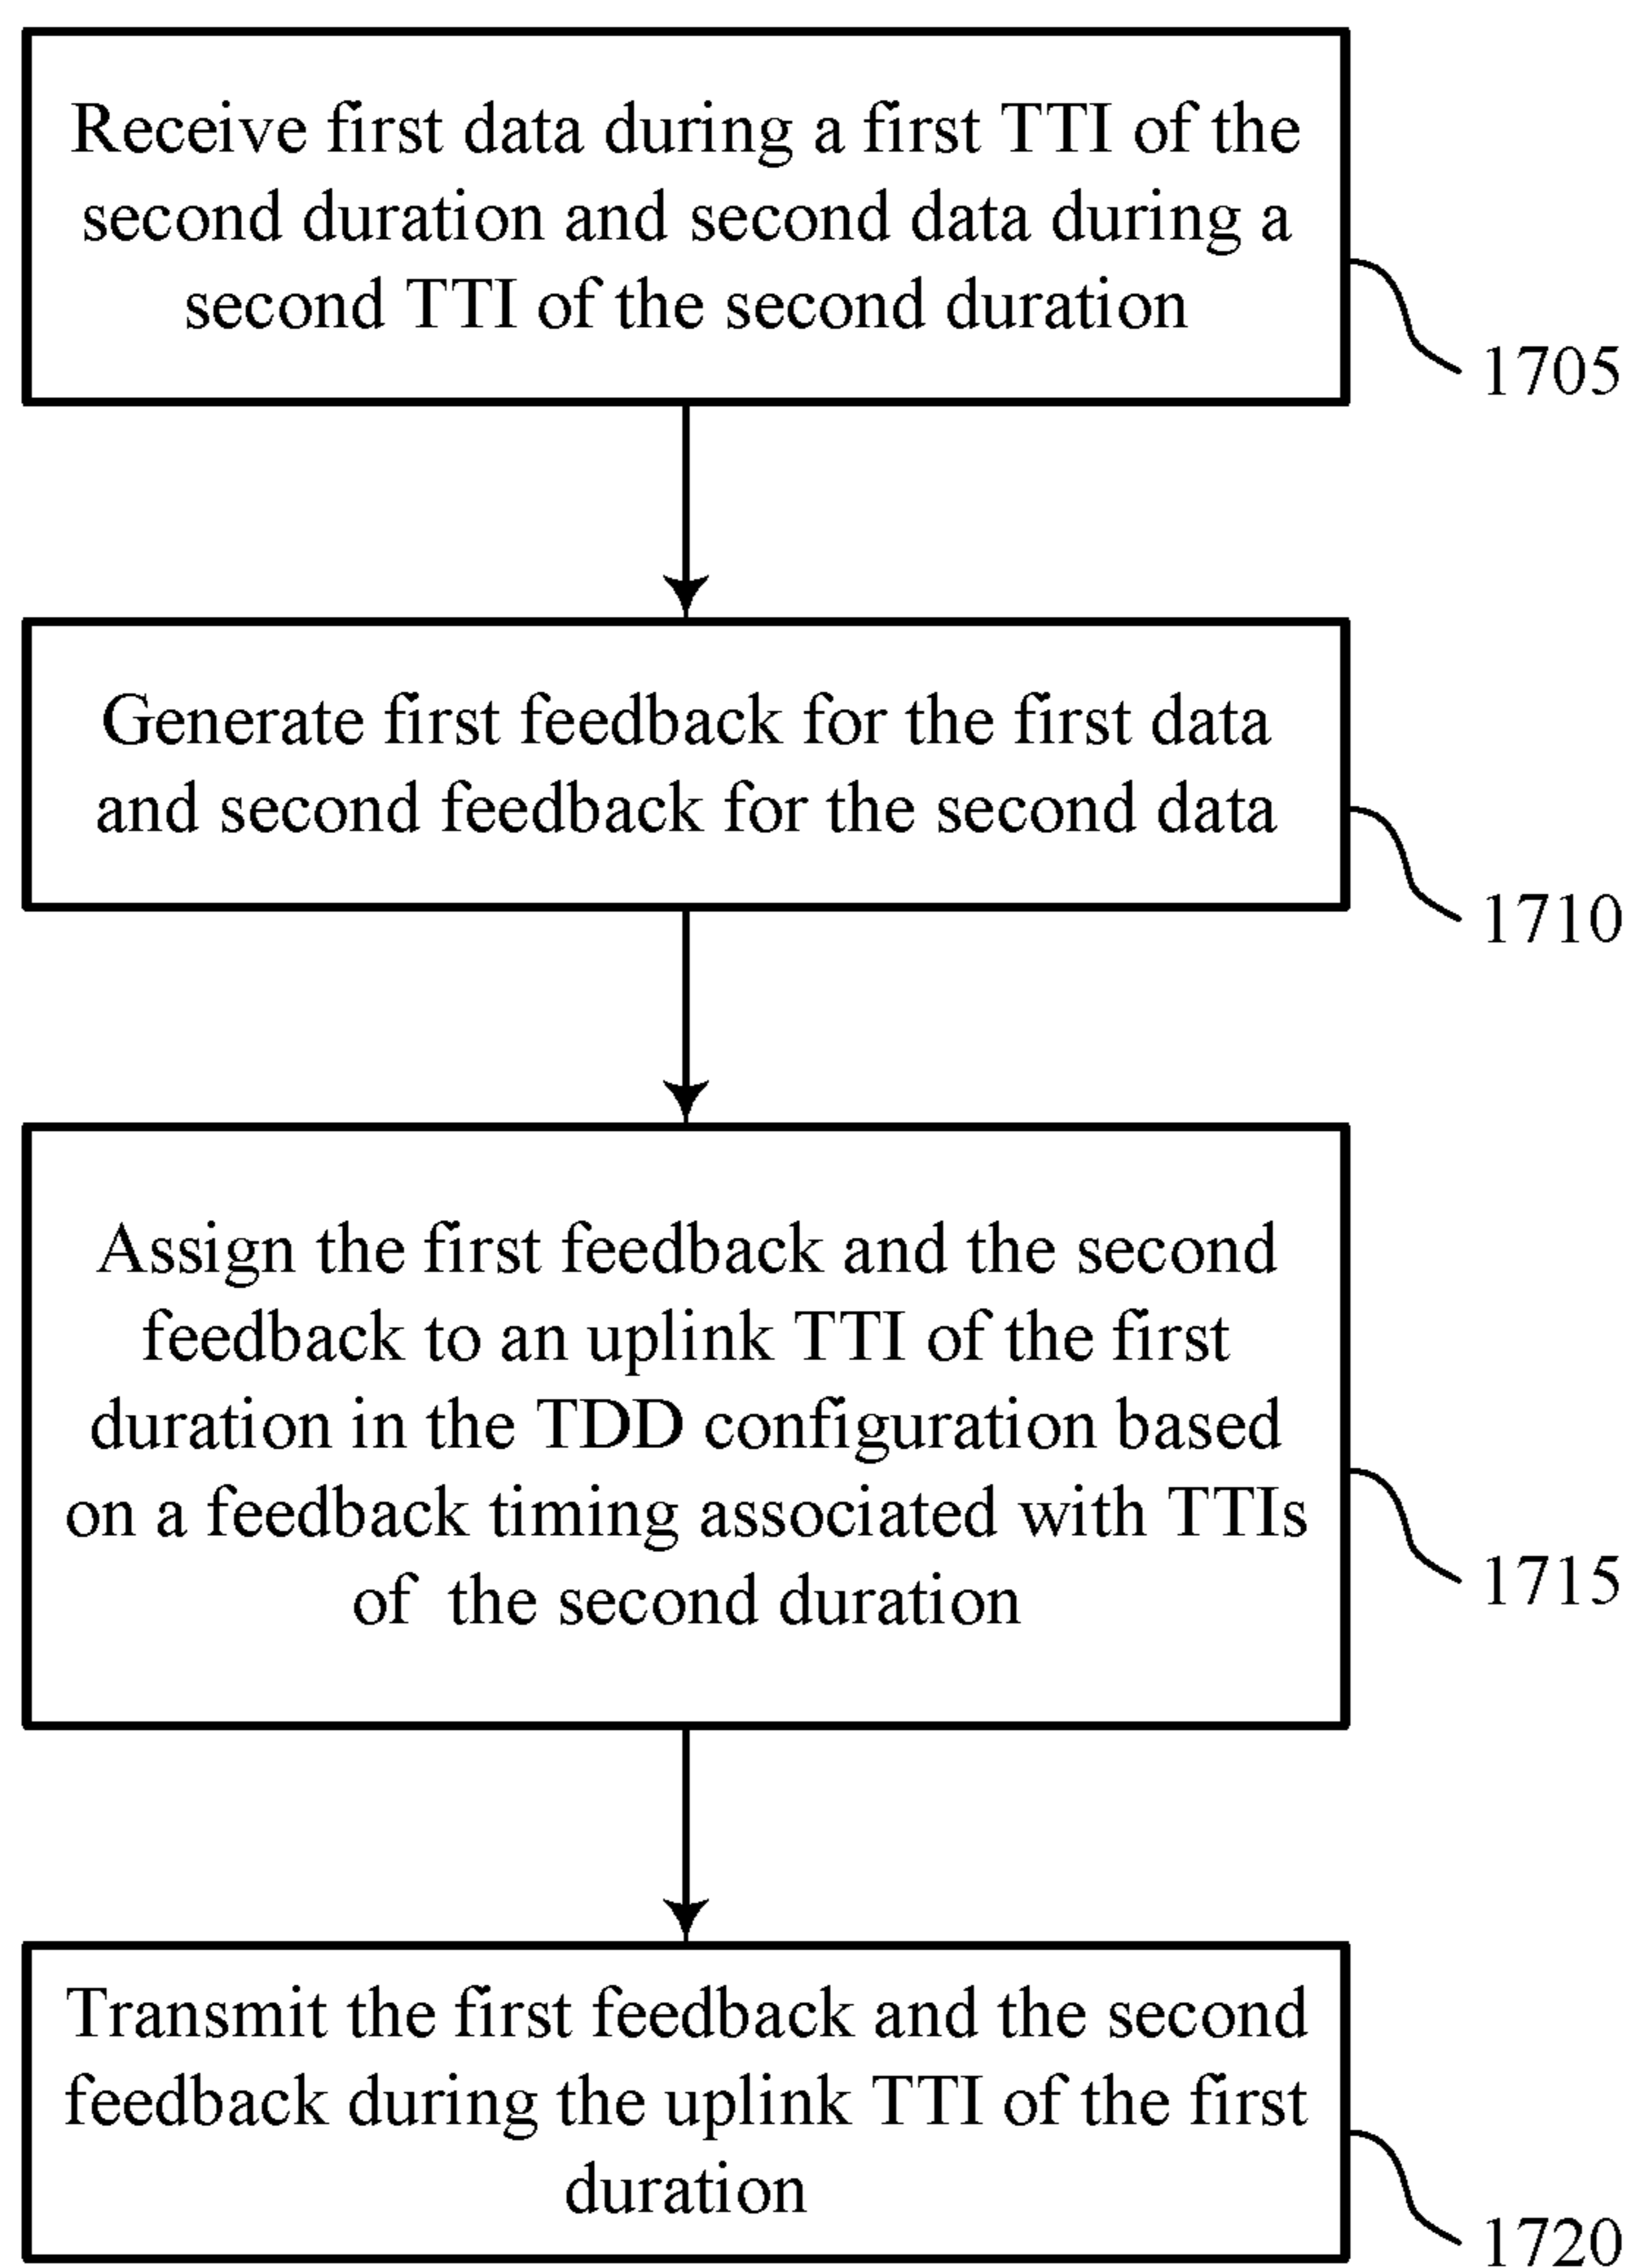 Receive first data during a first TTI of the
second duration and second data during a
second TTI of the second duration
1705
Generate first feedback for the first data
and second feedback for the second data
1710
Assign the first feedback and the second
feedback to an uplink TTI of the first
duration in the TDD configuration based
on a feedback timing associated with TTIs
of the second duration
1715
Transmit the first feedback and the second
feedback during the uplink TTI of the first
duration
1720